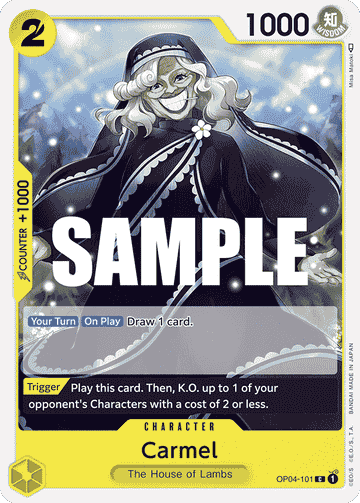 2
1000
知
WISDOM
Misa Matoki
COUNTER +1000
SAMPLE
Your Turn On Play Draw 1 card.
Trigger Play this card. Then, K.O. up to 1 of your
opponent's Characters with a cost of 2 or less.
CHARACTER
Carmel
The House of Lambs
OP04-101 C 1
©E.O./S. ©E.O./S., T.A. BANDAI MADE IN JAPAN